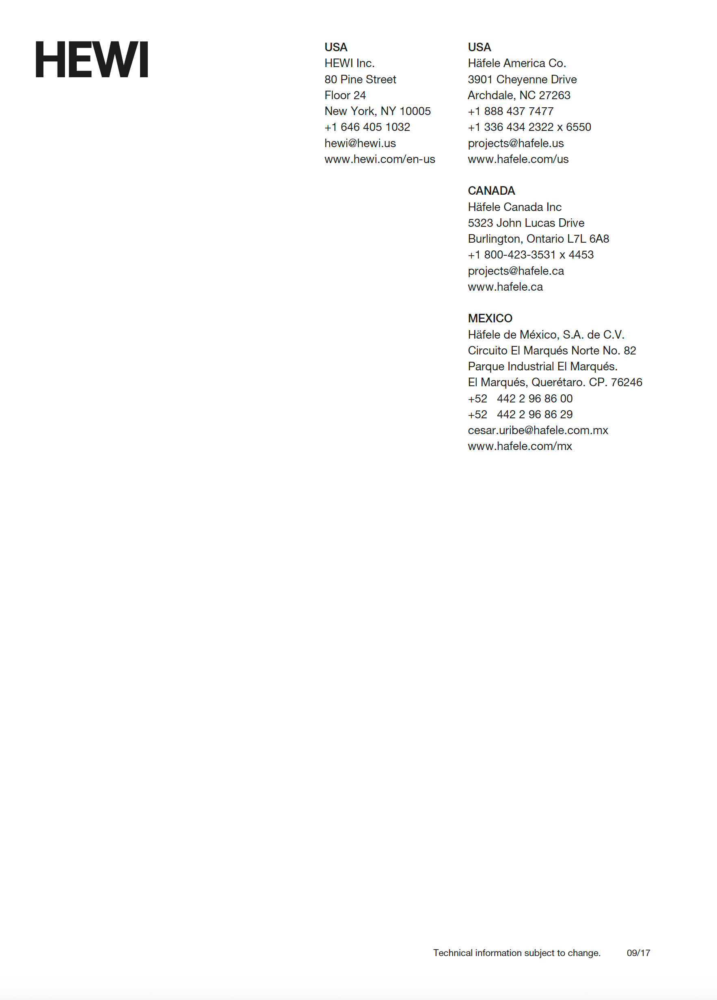 HEWI
USA
HEWI Inc.
80 Pine Street
Floor 24
New York, NY 10005
+1 646 405 1032
hewi@hewi.us
www.hewi.com/en-us
USA
Häfele America Co.
3901 Cheyenne Drive
Archdale, NC 27263
+1 888 437 7477
+1 336 434 2322 x 6550
projects@hafele.us
www.hafele.com/us
CANADA
Häfele Canada Inc
5323 John Lucas Drive
Burlington, Ontario L7L 6A8
+1 800-423-3531 x 4453
projects@hafele.ca
www.hafele.ca
MEXICO
Häfele de México, S.A. de C.V.
Circuito El Marqués Norte No. 82
Parque Industrial El Marqués.
El Marqués, Querétaro. CP. 76246
+52 442 2 96 86 00
+52 442 2 96 86 29
cesar.uribe@hafele.com.mx
www.hafele.com/mx
Technical information subject to change. 09/17